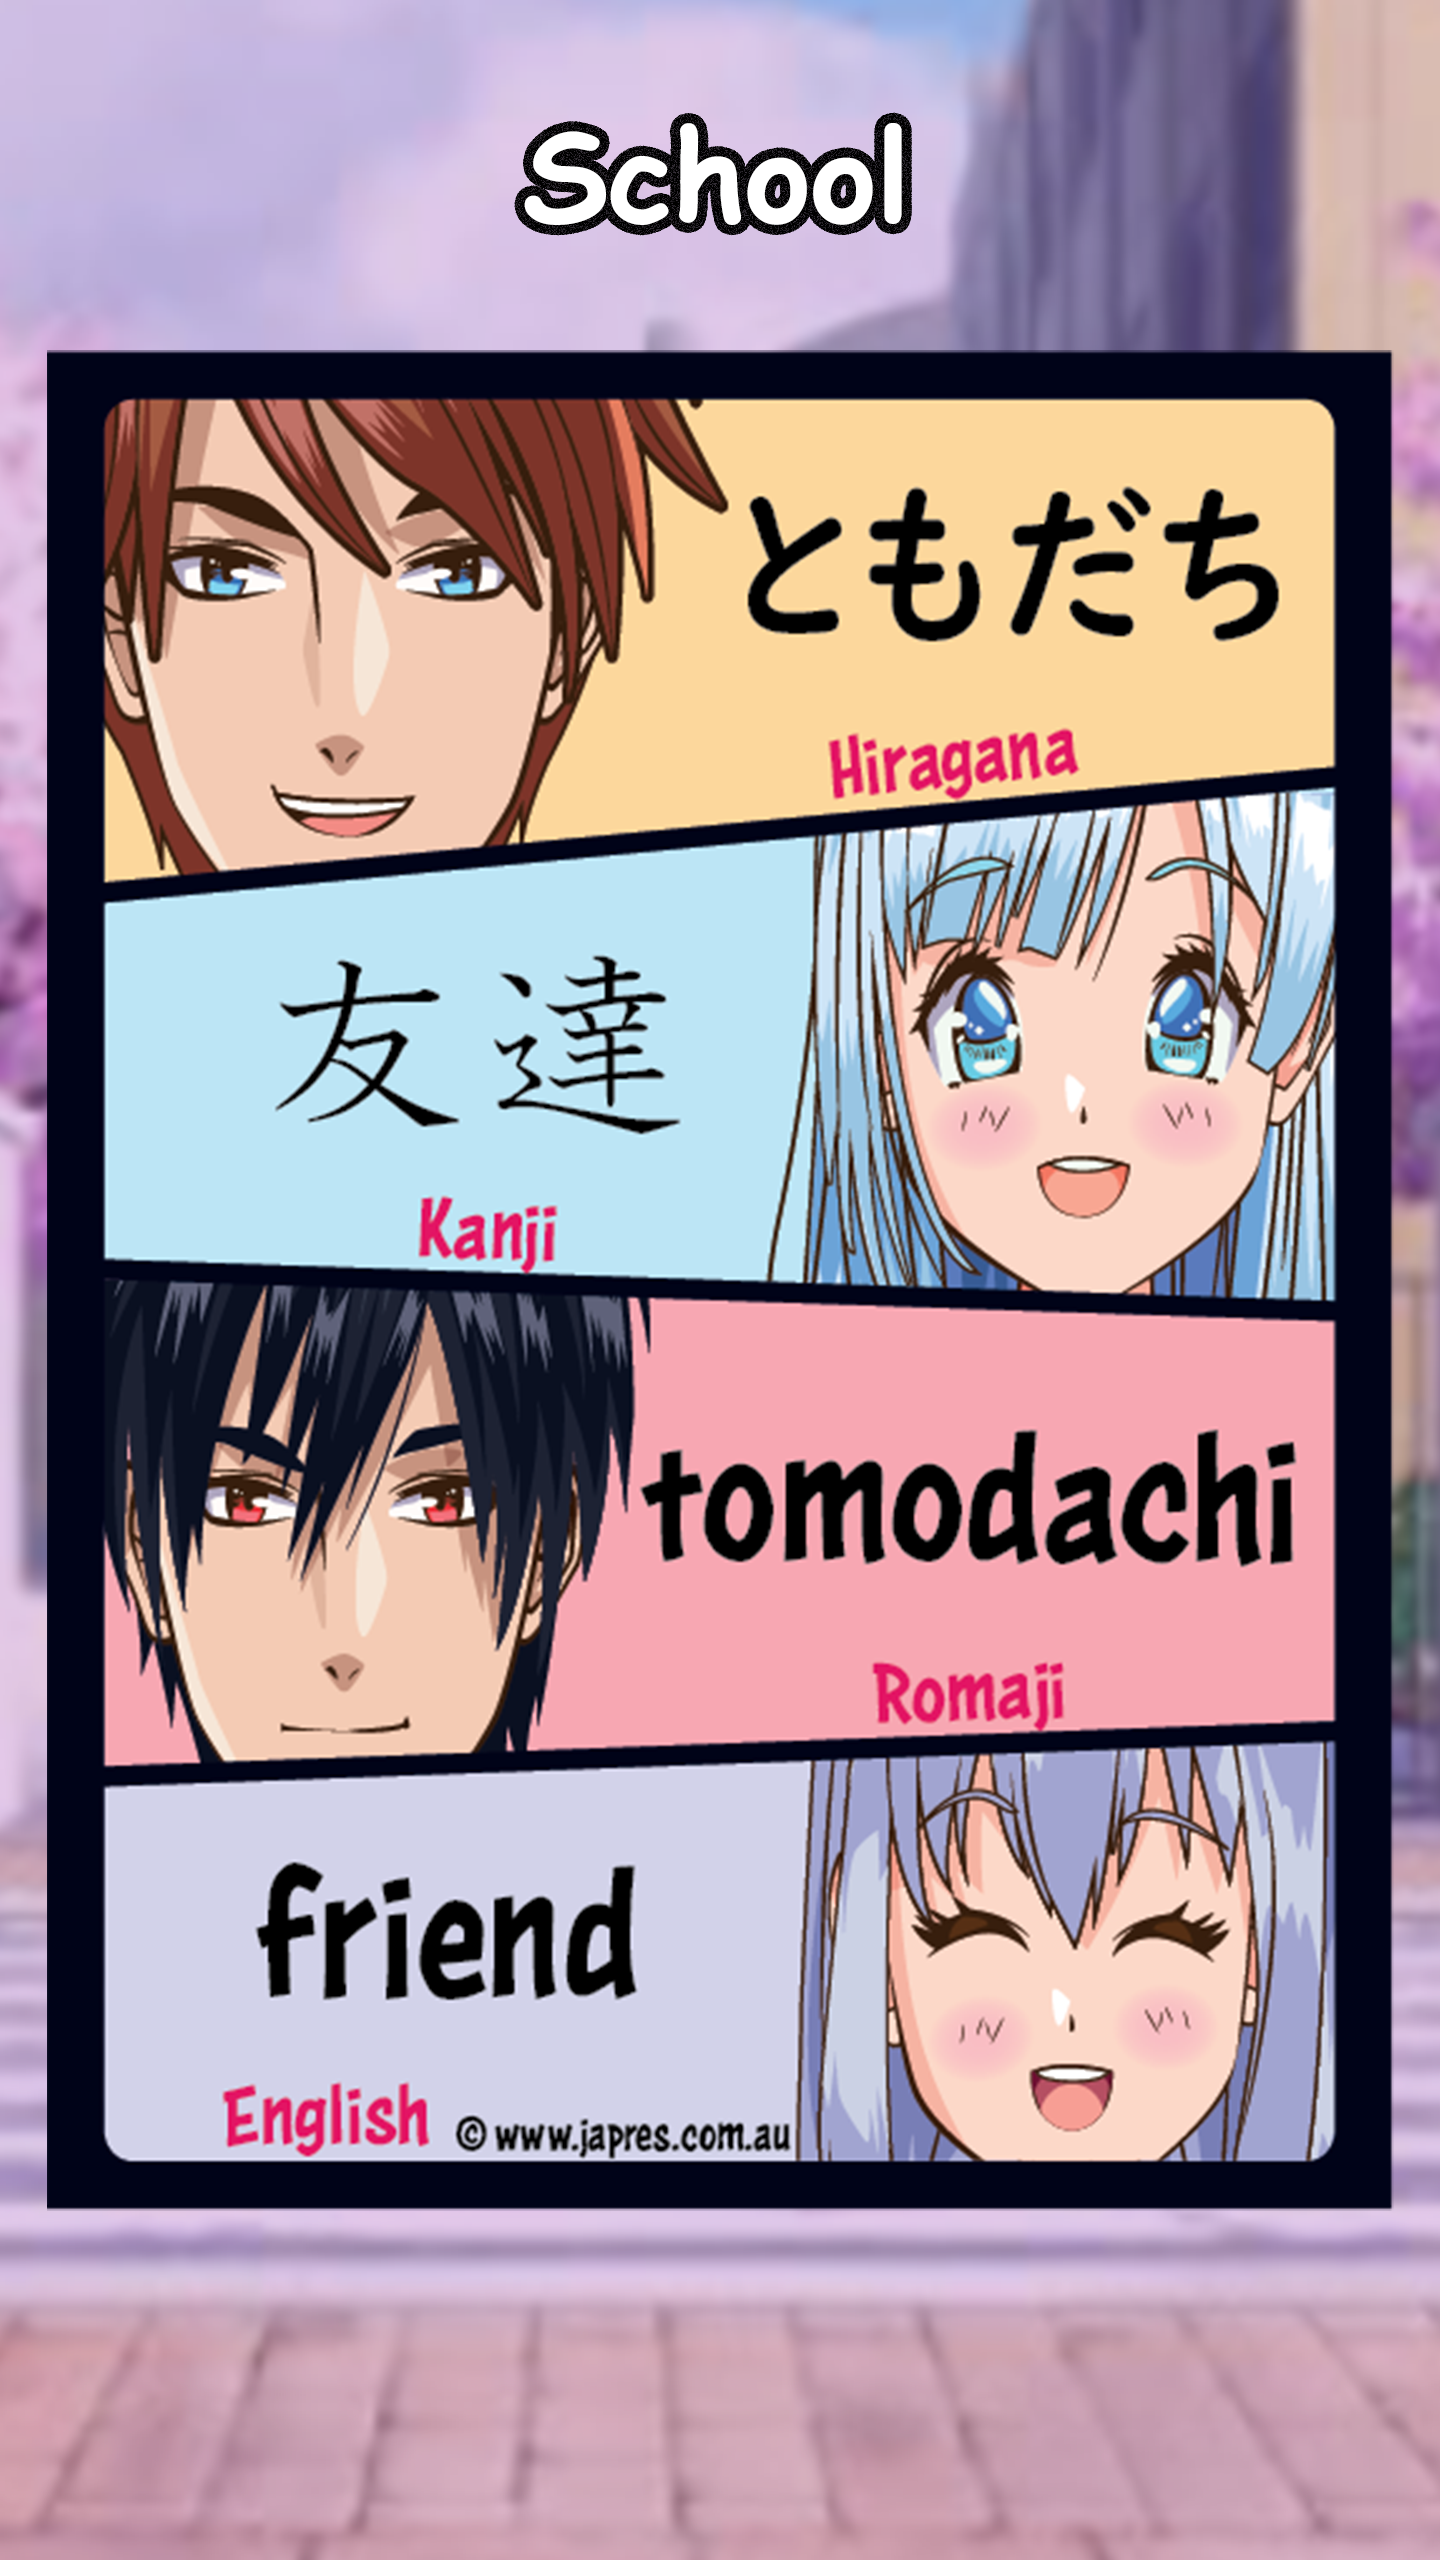 School
ともだち
Hiragana
友達
Kanji
tomodachi
Romaji
friend
English © www.japres.com.au